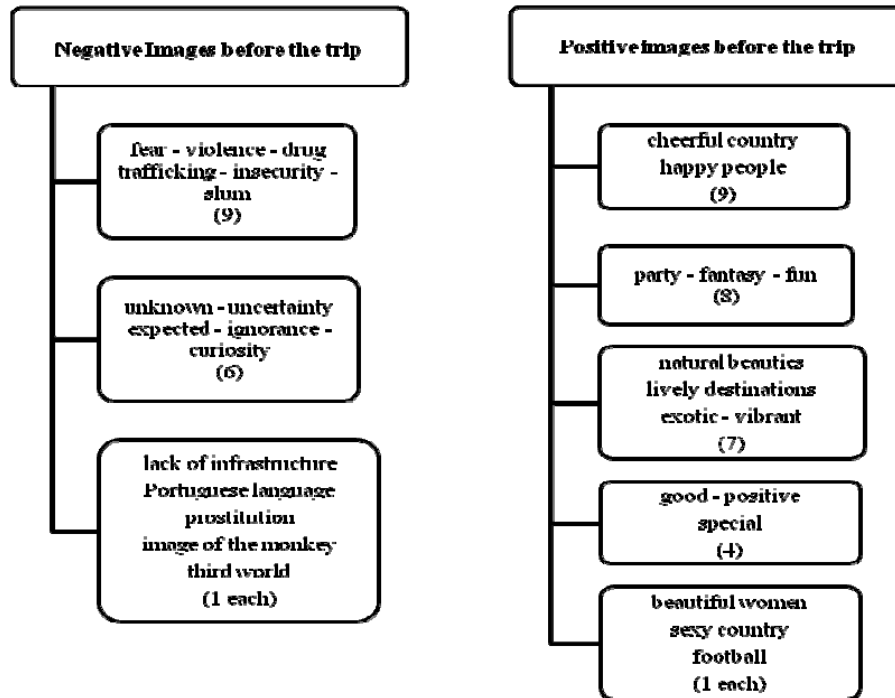 Negative Images before the trip
fear - violence - drug
trafficking - insecurity -
slum
(9)
unknown - uncertainty
expected - ignorance -
curiosity
(6)
lack of infrastructure
Portuguese language
prostitution
image of the monkey
third world
(1 each)
Positive images before the trip
cheerful country
happy people
(9)
party - fantasy - fun
(8)
natural beauties
lively destinations
exotic - vibrant
(7)
good - positive
special
(4)
beautiful women
sexy country
football
(1 each)